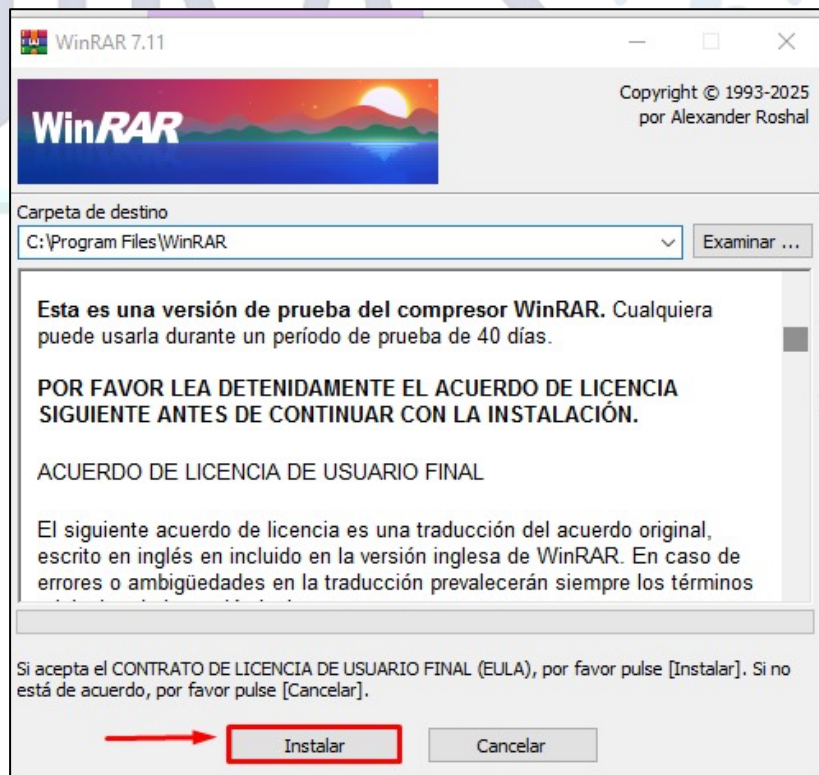 WinRAR 7.11
WinRAR
Copyright © 1993-2025
por Alexander Roshal
Carpeta de destino
C:\Program Files\WinRAR
Examinar ...
Esta es una versión de prueba del compresor WinRAR. Cualquiera
puede usarla durante un período de prueba de 40 días.
POR FAVOR LEA DETENIDAMENTE EL ACUERDO DE LICENCIA
SIGUIENTE ANTES DE CONTINUAR CON LA INSTALACIÓN.
ACUERDO DE LICENCIA DE USUARIO FINAL
El siguiente acuerdo de licencia es una traducción del acuerdo original,
escrito en inglés en incluido en la versión inglesa de WinRAR. En caso de
errores o ambigüedades en la traducción prevalecerán siempre los términos
Si acepta el CONTRATO DE LICENCIA DE USUARIO FINAL (EULA), por favor pulse [Instalar]. Si no
está de acuerdo, por favor pulse [Cancelar].
Instalar
Cancelar